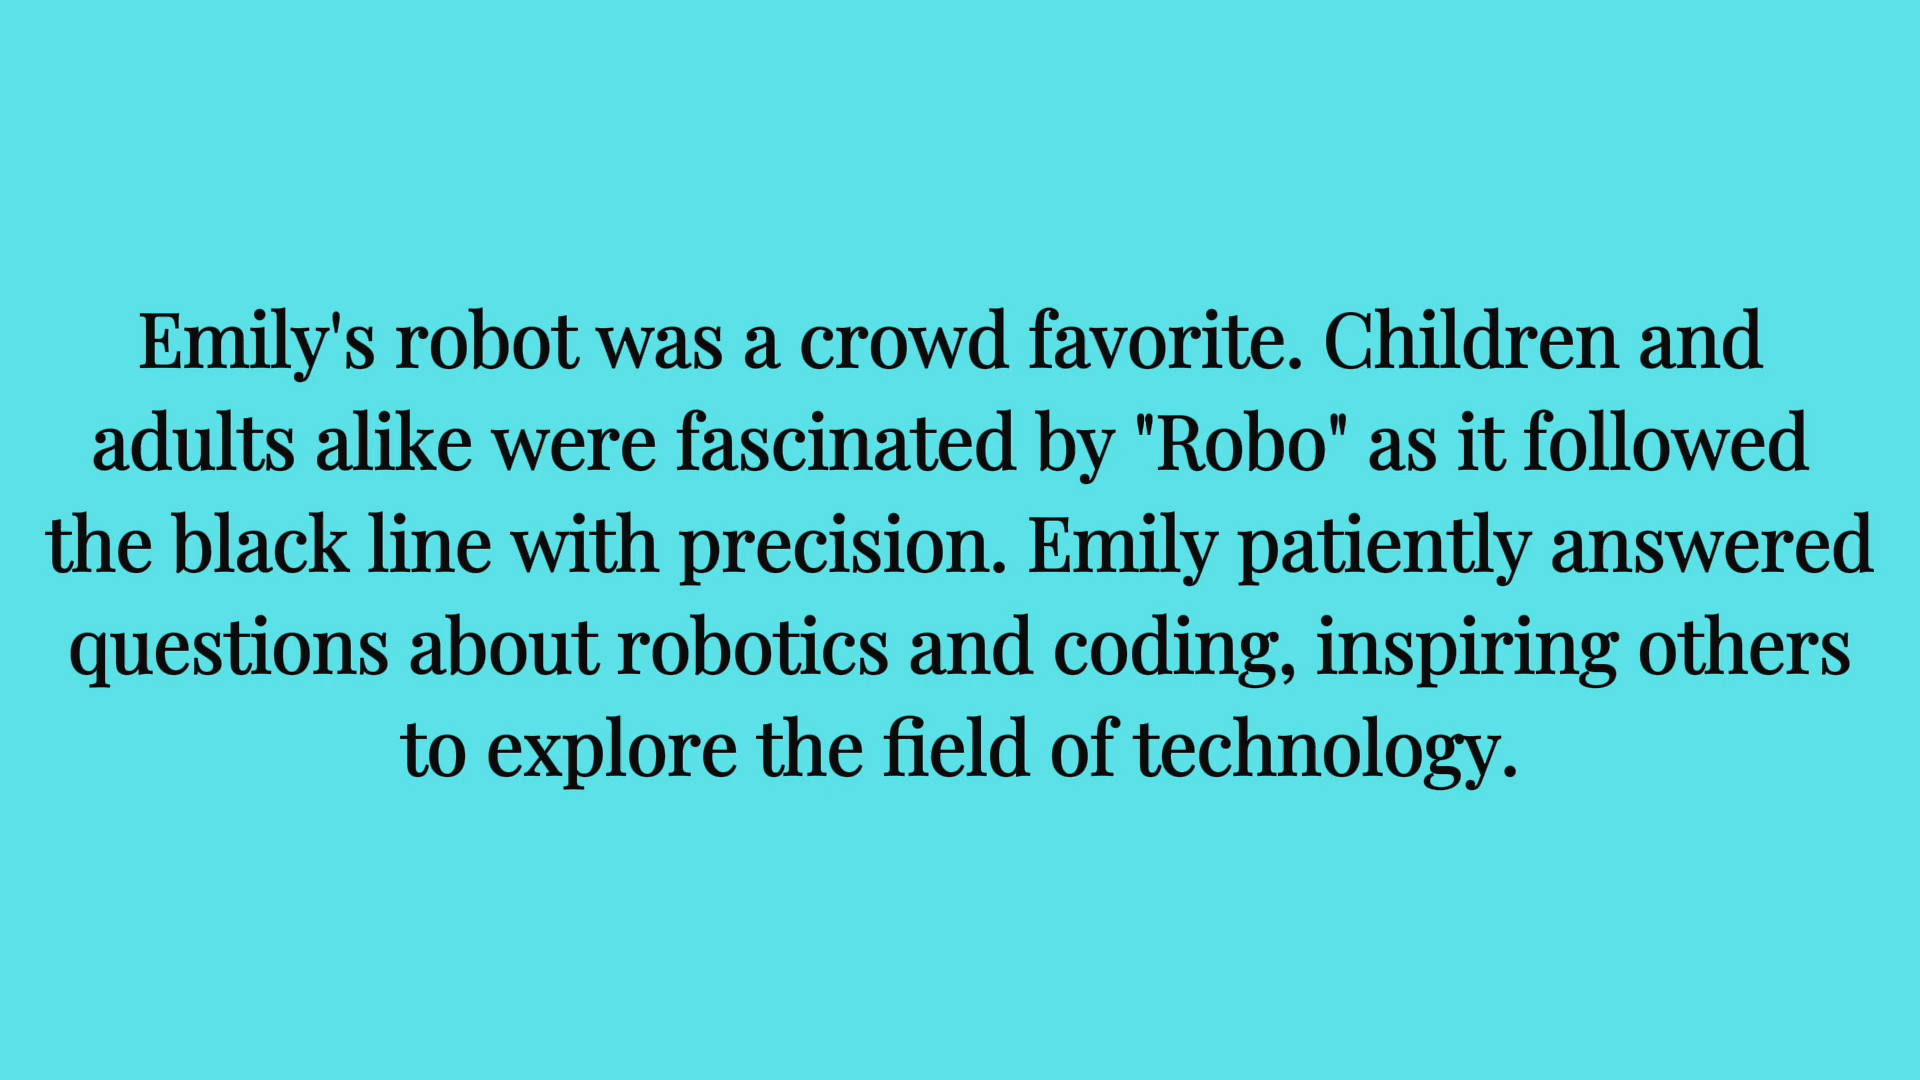 Emily's robot was a crowd favorite. Children and
adults alike were fascinated by "Robo" as it followed
the black line with precision. Emily patiently answered
questions about robotics and coding, inspiring others
to explore the field of technology.